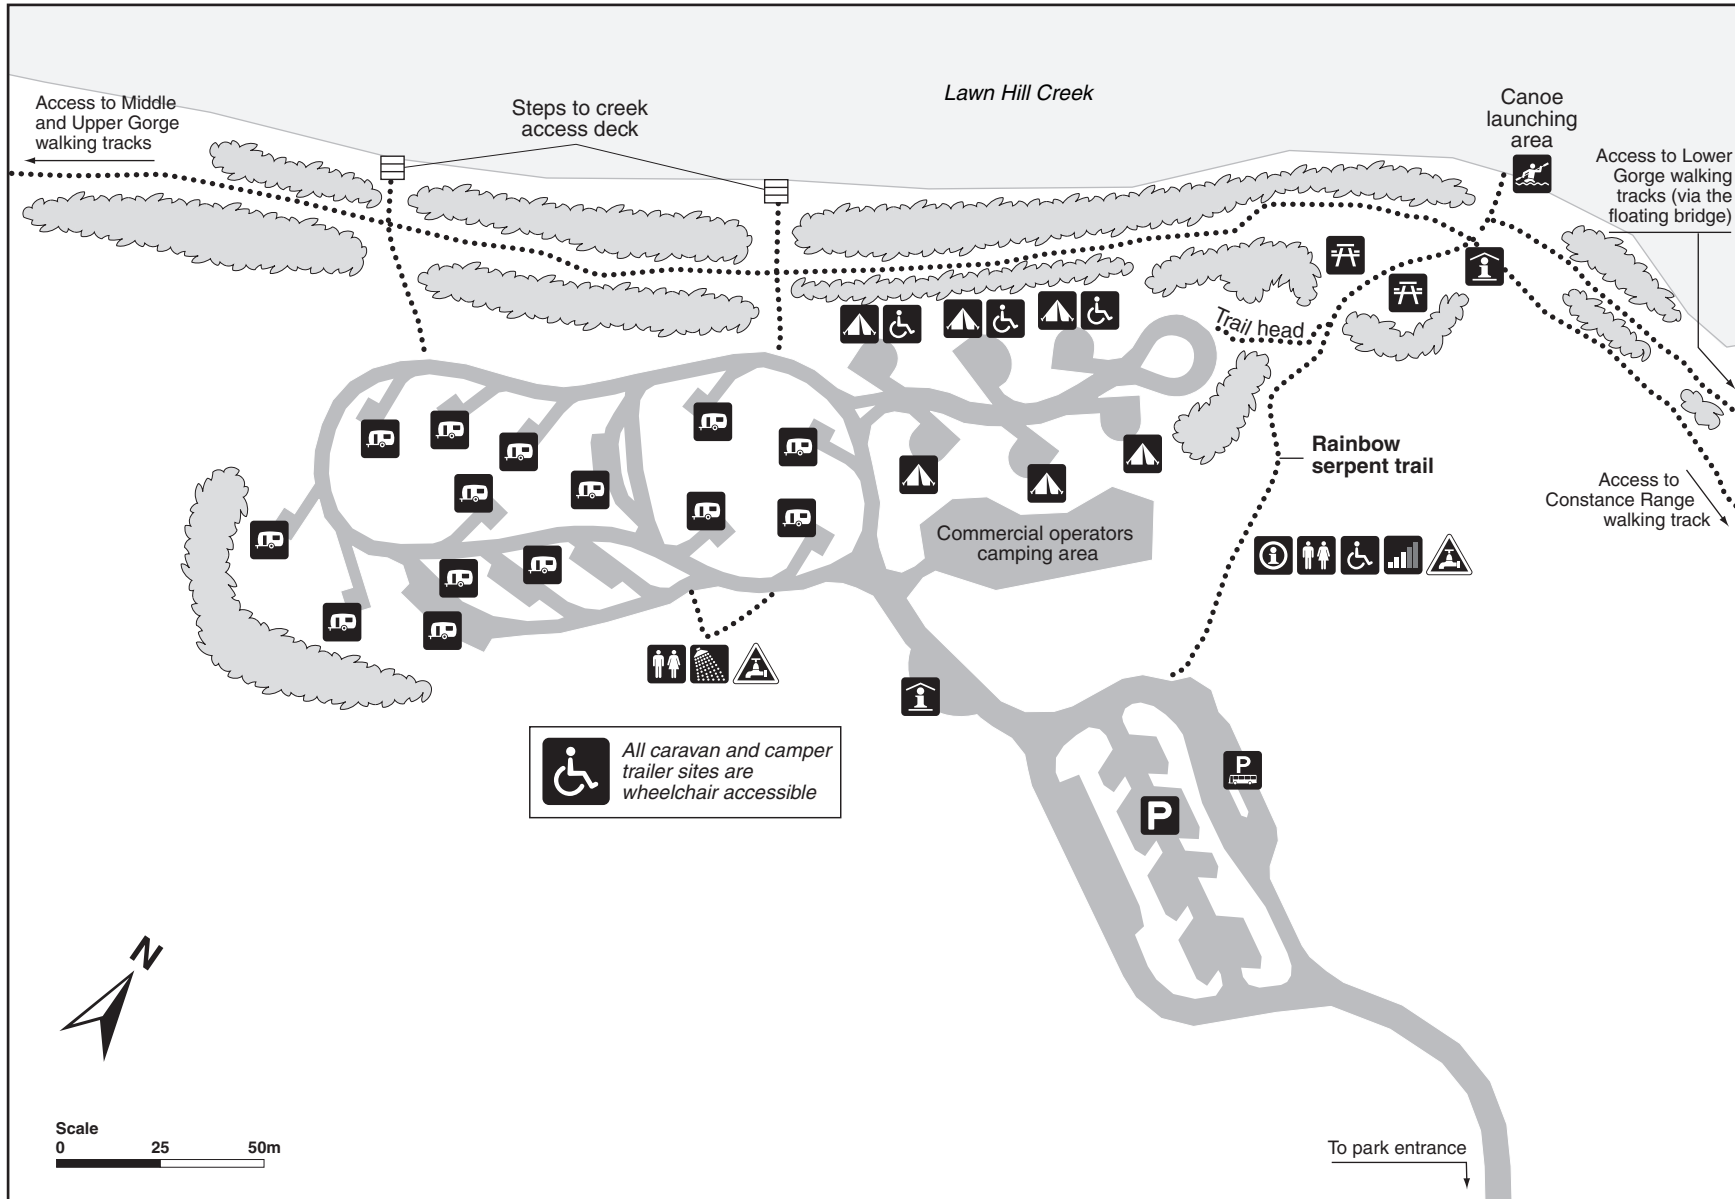 Access to Middle
and Upper Gorge
walking tracks
Steps to creek
access deck
Lawn Hill Creek
Canoe
launching
area
Access to Lower
Gorge walking
tracks (via the
floating bridge)
Trail head
Rainbow
serpent trail
Access to
Constance Range
walking track
Commercial operators
camping area
All caravan and camper
trailer sites are
wheelchair accessible
P
P
N
Scale
0 25 50m
To park entrance